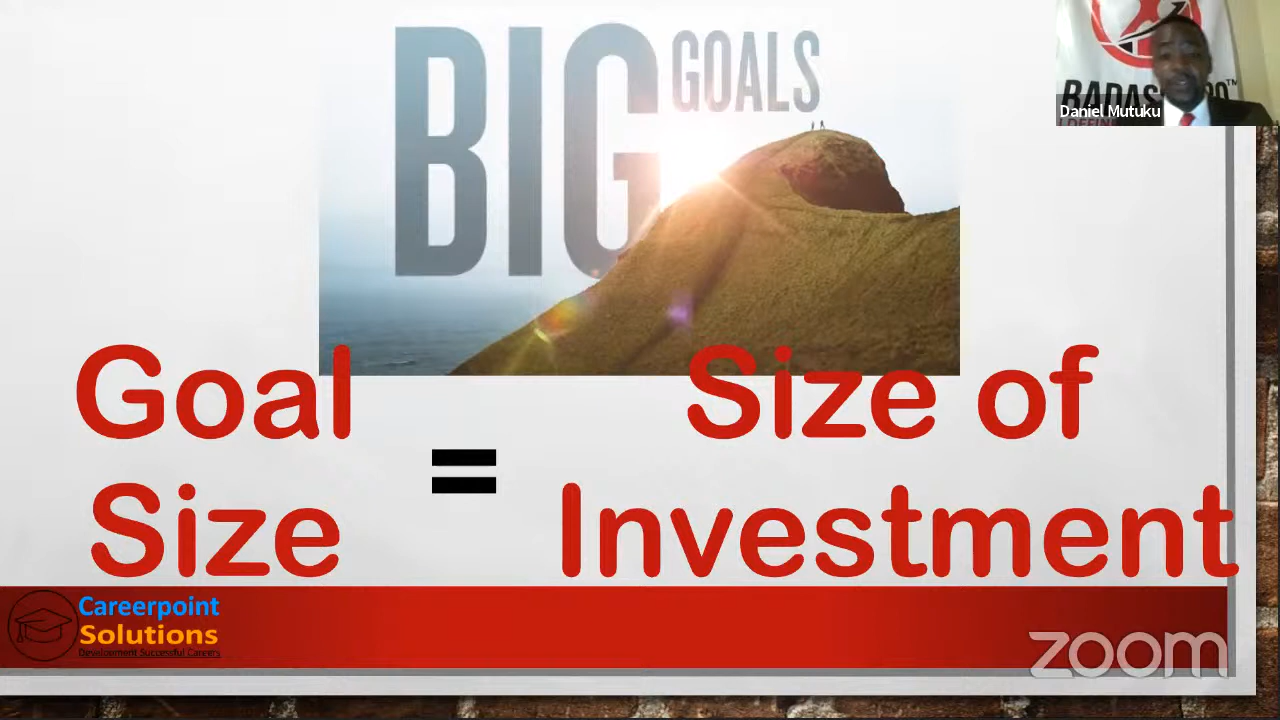 BIG GOALS
Daniel Mutuku
Goal
Size
=
Size of
Investment
Careerpoint
Solutions
Development Successful Careers
zoom